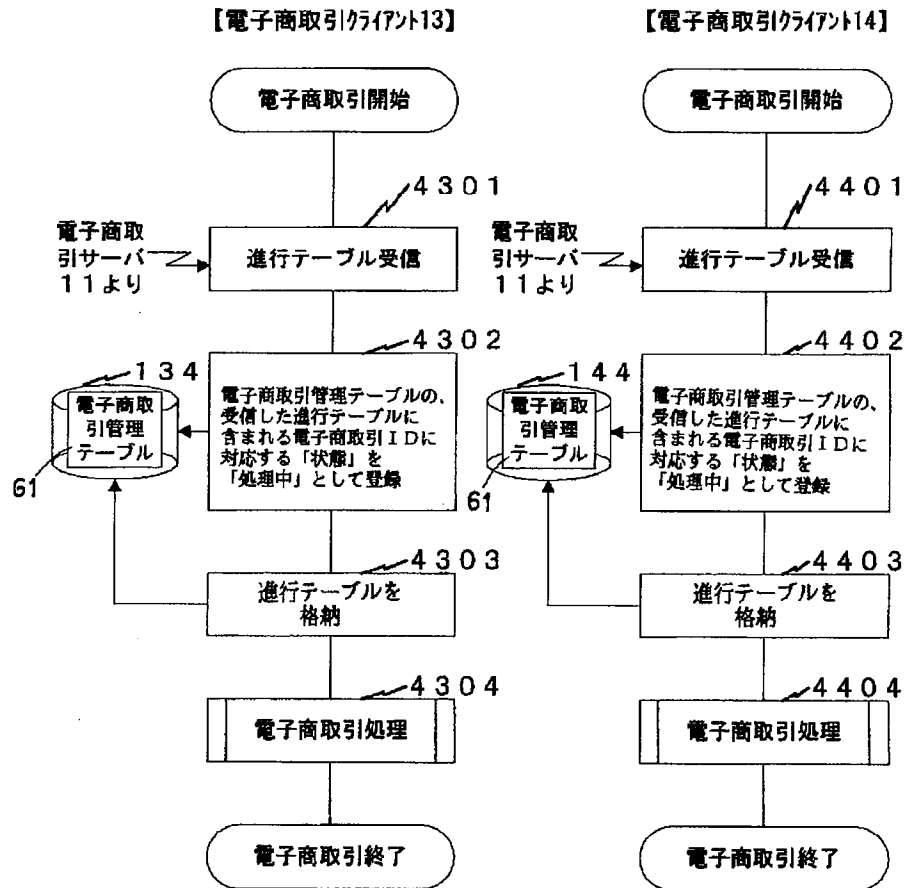 【電子商取引クライアント13】
電子商取引開始
4301
電子商取
引サーバ
11より
進行テーブル受信
4302
電子商取引管理テーブルの、
受信した進行テーブルに
含まれる電子商取引IDに
対応する「状態」を
「処理中」として登録
134
電子商取
引管理
テーブル
61
4303
進行テーブルを
格納
4304
電子商取引処理
電子商取引終了
【電子商取引クライアント14】
電子商取引開始
4401
電子商取
引サーバ
11より
進行テーブル受信
4402
電子商取引管理テーブルの、
受信した進行テーブルに
含まれる電子商取引IDに
対応する「状態」を
「処理中」として登録
144
電子商取
引管理
テーブル
61
4403
進行テーブルを
格納
4404
電子商取引処理
電子商取引終了